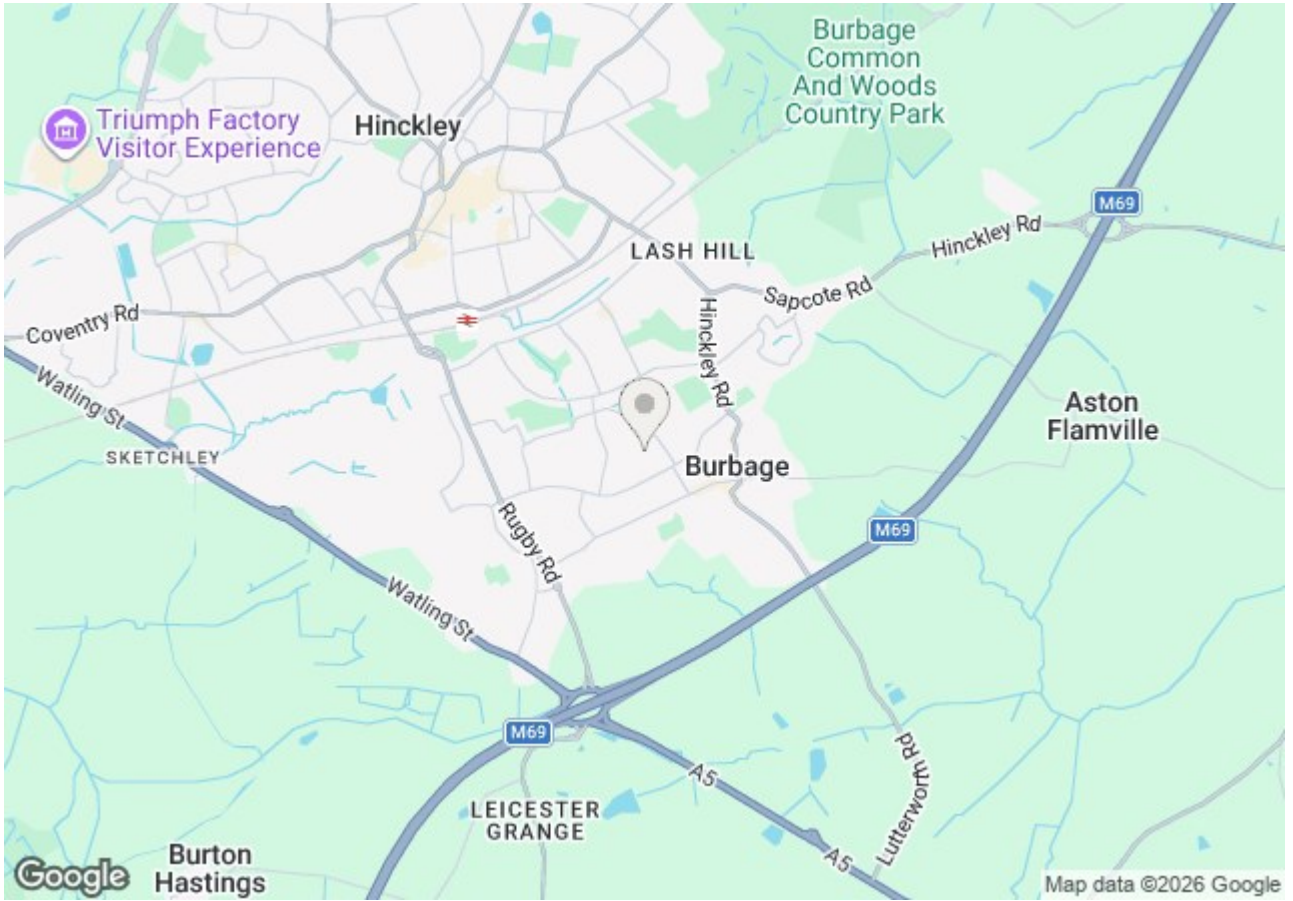 Burbage
Common
And Woods
Country Park
Triumph Factory
Visitor Experience
Hinckley
M69
Hinckley Rd
LASH HILL
Sapcote Rd
Coventry Rd
Hinckley Rd
Watling St
Aston
Flamville
SKETCHLEY
Burbage
Rugby Rd
M69
Watling St
M69
A5
Lutterworth Rd
LEICESTER
GRANGE
A5
Burton
Hastings
Google
Map data ©2026 Google